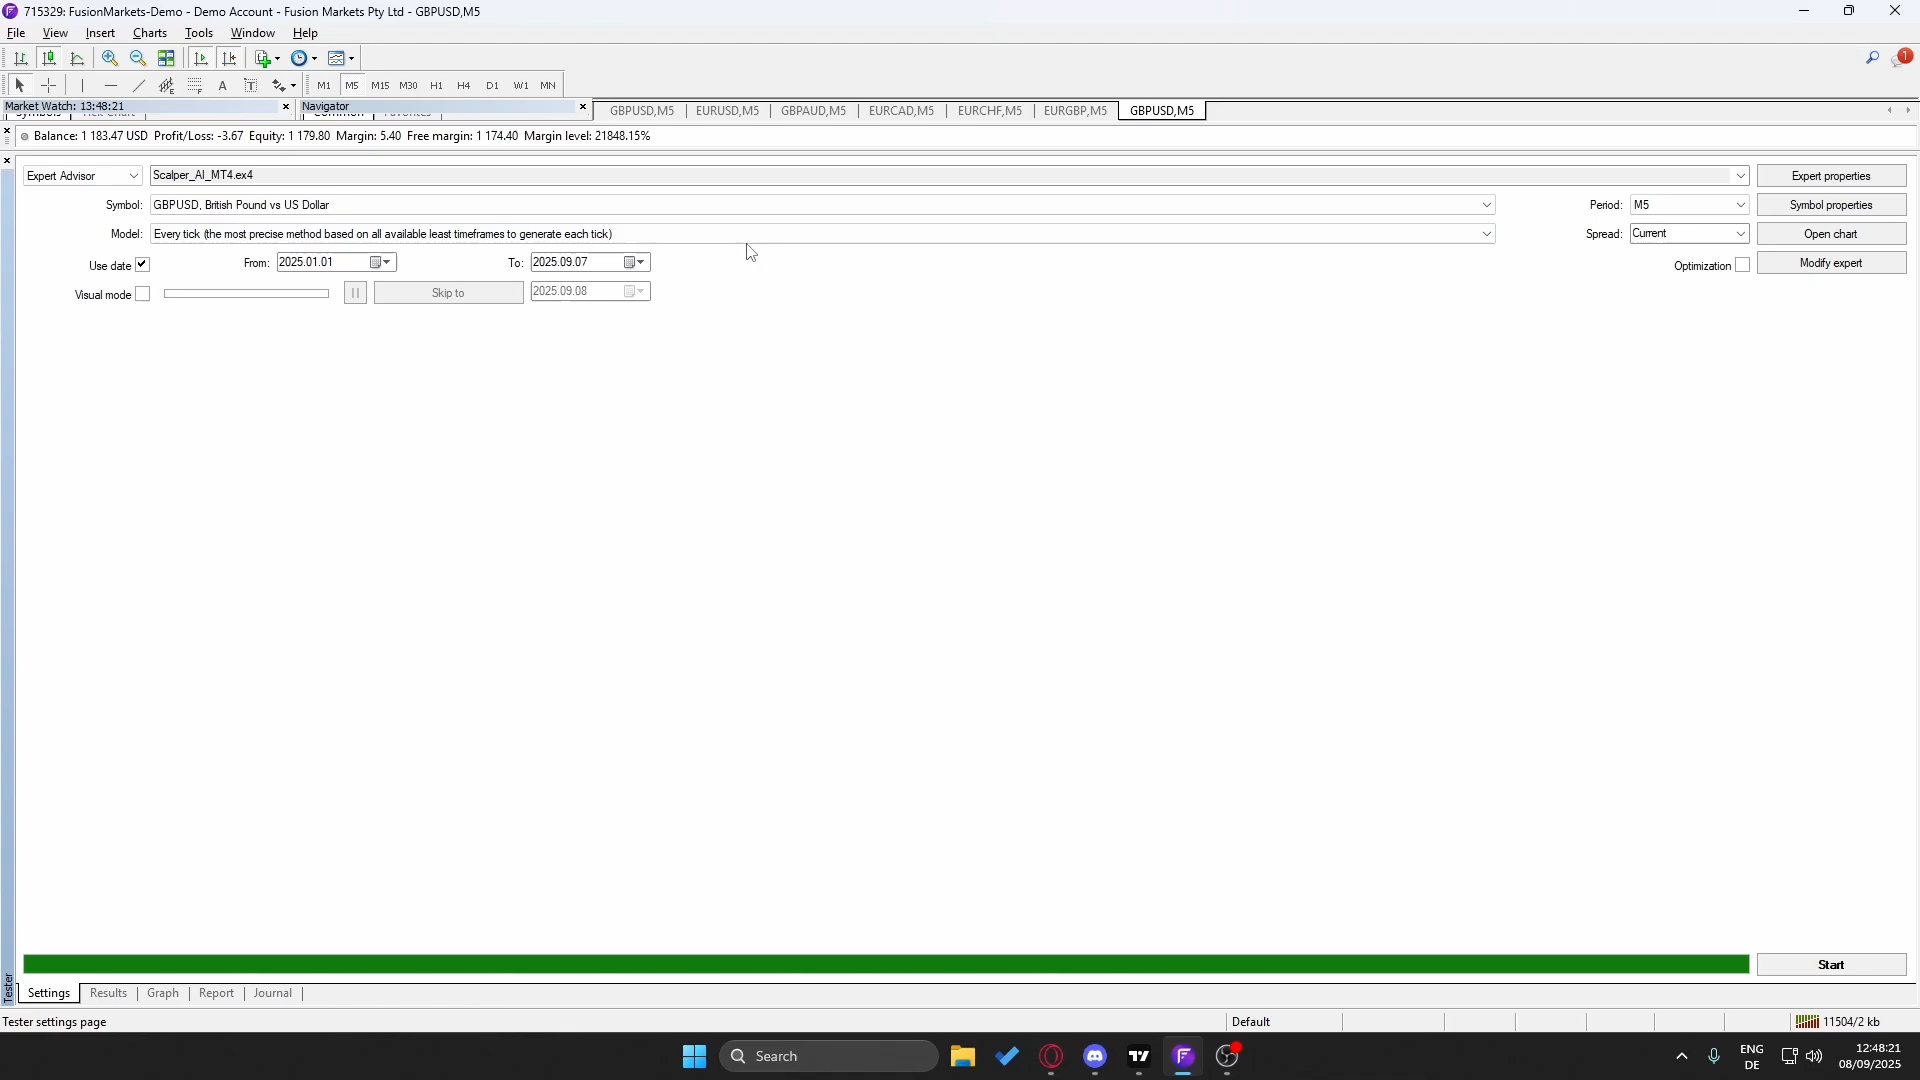 715329: FusionMarkets-Demo - Demo Account - Fusion Markets Pty Ltd - GBPUSD,M5
File View Insert Charts Tools Window Help
1
A T M1 M5 M15 M30 H1 H4 D1 W1 MN
Market Watch: 13:48:21 Navigator GBPUSD,M5 EURUSD,M5 GBPAUD,M5 EURCAD,M5 EURCHF,M5 EURGBP,M5 GBPUSD,M5
Symbols Tick Chart Common Favorites
Balance: 1 183.47 USD Profit/Loss: -3.67 Equity: 1 179.80 Margin: 5.40 Free margin: 1 174.40 Margin level: 21848.15%
Expert Advisor Scalper_AI_MT4.ex4 Expert properties
Symbol: GBPUSD, British Pound vs US Dollar Period: M5 Symbol properties
Model: Every tick (the most precise method based on all available least timeframes to generate each tick) Spread: Current Open chart
Use date From: 2025.01.01 To: 2025.09.07 Optimization Modify expert
Visual mode Skip to 2025.09.08
Start
Tester
Settings Results Graph Report Journal
Tester settings page Default 11504/2 kb
Search ENG DE 12:48:21
08/09/2025